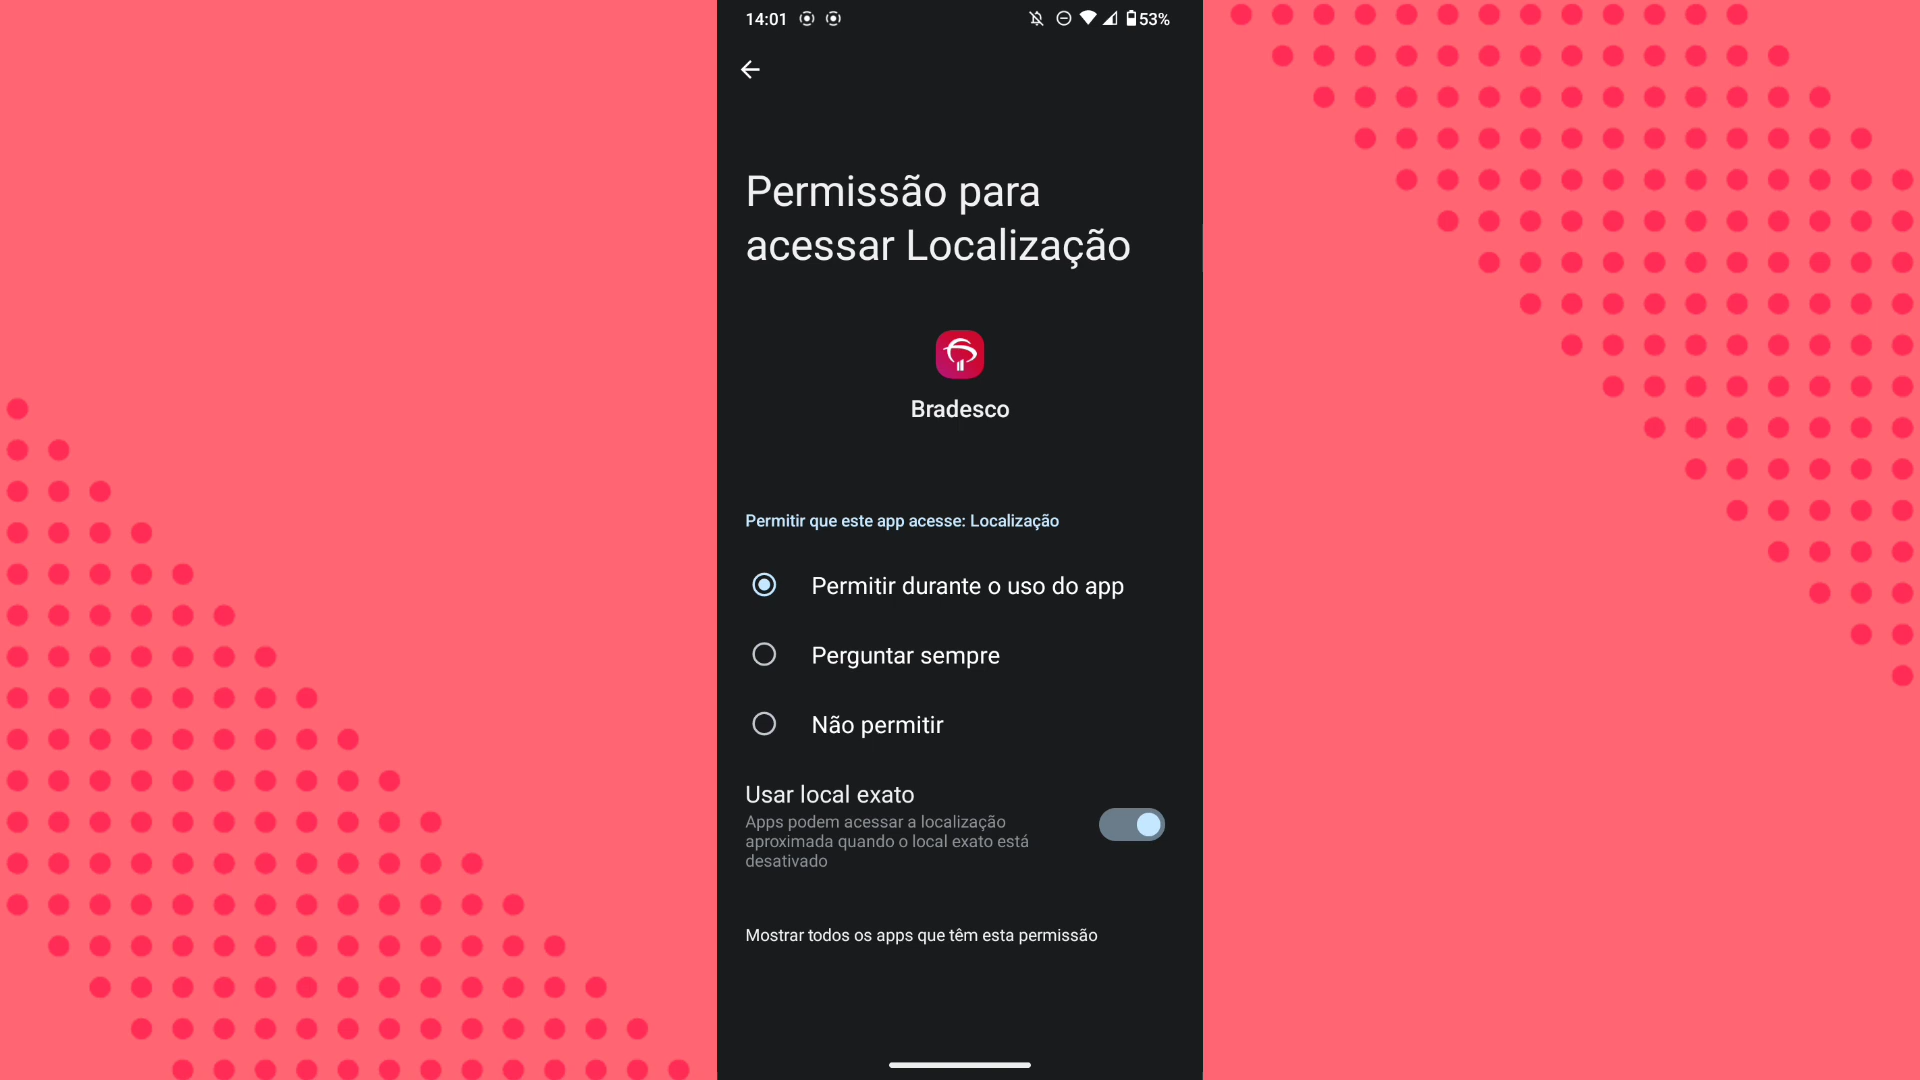 14:01
53%
Permissão para
acessar Localização
Bradesco
Permitir que este app acesse: Localização
Permitir durante o uso do app
Perguntar sempre
Não permitir
Usar local exato
Apps podem acessar a localização
aproximada quando o local exato está
desativado
Mostrar todos os apps que têm esta permissão